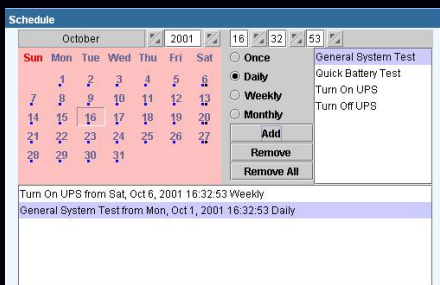 Schedule
October 2001 16 32 53
Sun Mon Tue Wed Thu Fri Sat
1 2 3 4 5 6
7 8 9 10 11 12 13
14 15 16 17 18 19 20
21 22 23 24 25 26 27
28 29 30 31
Once
Daily
Weekly
Monthly
Add
Remove
Remove All
General System Test
Quick Battery Test
Turn On UPS
Turn Off UPS
Turn On UPS from Sat, Oct 6, 2001 16:32:53 Weekly
General System Test from Mon, Oct 1, 2001 16:32:53 Daily